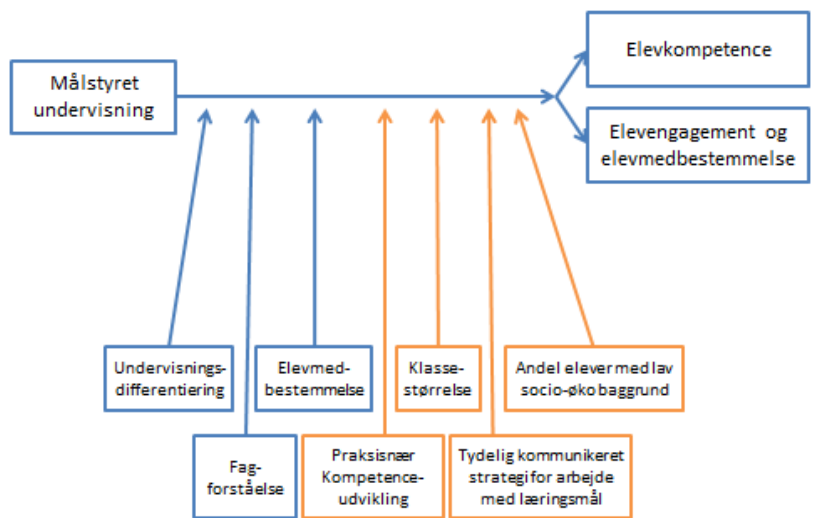 Målstyret
undervisning
Elevkompetence
Elevengagement og
elevmedbestemmelse
Undervisnings-
differentiering
Elevmed-
bestemmelse
Klasse-
størrelse
Andel elever med lav
socio-øko baggrund
Fag-
forståelse
Praksisnær
Kompetence-
udvikling
Tydelig kommunikeret
strategi for arbejde
med læringsmål